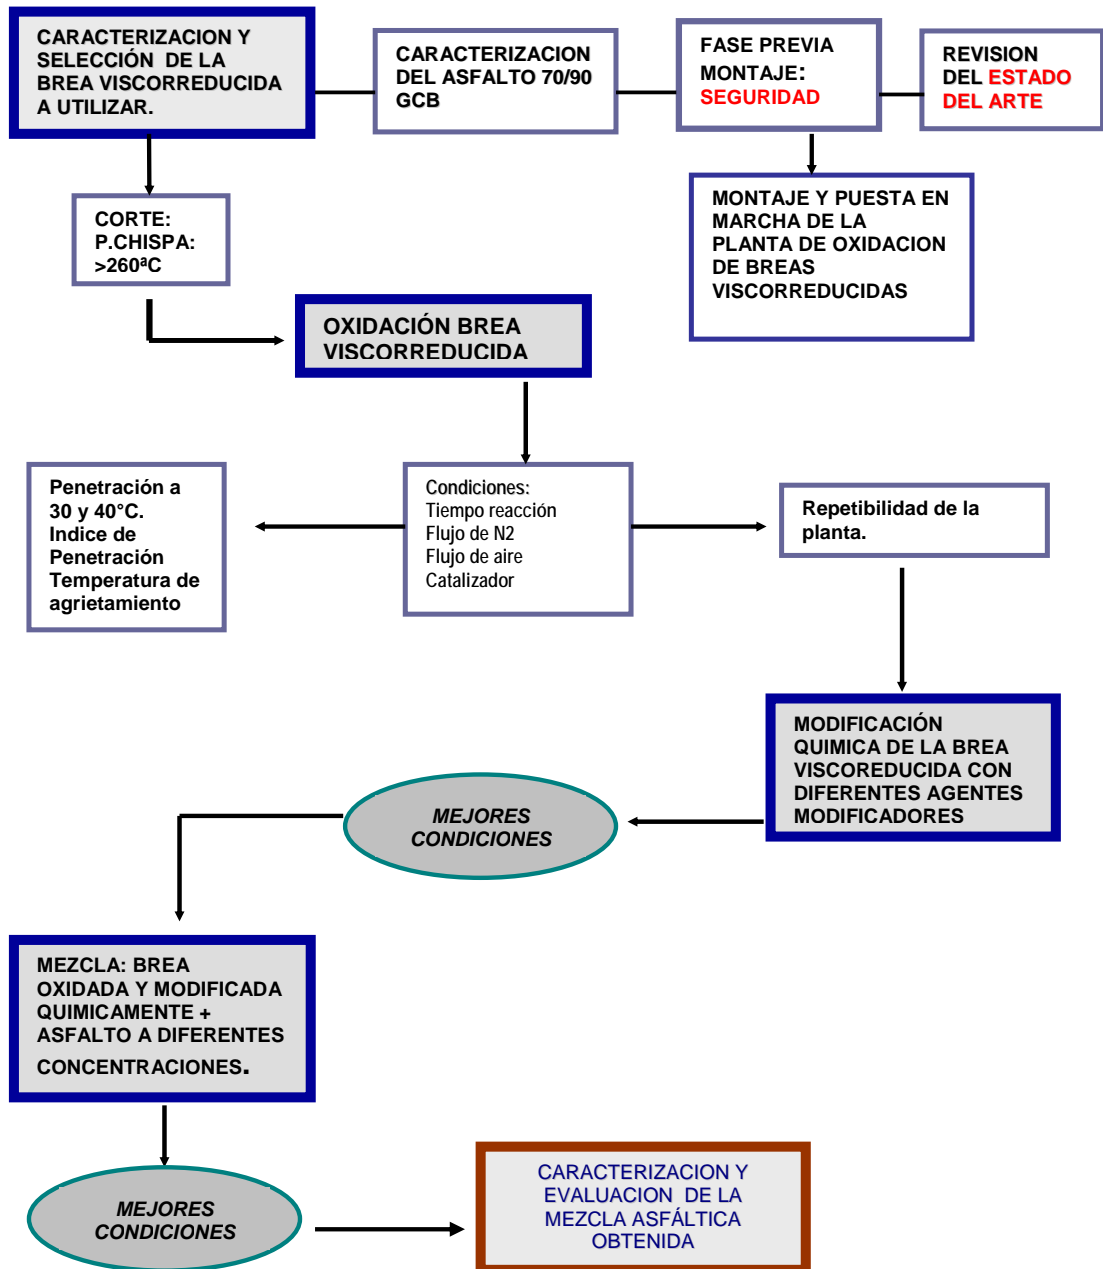 CARACTERIZACION Y
SELECCIÓN DE LA
BREA VISCORREDUCIDA
A UTILIZAR.
CARACTERIZACION
DEL ASFALTO 70/90
GCB
FASE PREVIA
MONTAJE:
SEGURIDAD
REVISION
DEL ESTADO
DEL ARTE
CORTE:
P.CHISPA:
>260ªC
MONTAJE Y PUESTA EN
MARCHA DE LA
PLANTA DE OXIDACION
DE BREAS
VISCORREDUCIDAS
OXIDACIÓN BREA
VISCORREDUCIDA
Penetración a
30 y 40°C.
Indice de
Penetración
Temperatura de
agrietamiento
Condiciones:
Tiempo reacción
Flujo de N2
Flujo de aire
Catalizador
Repetibilidad de la
planta.
MODIFICACIÓN
QUIMICA DE LA BREA
VISCOREDUCIDA CON
DIFERENTES AGENTES
MODIFICADORES
MEJORES
CONDICIONES
MEZCLA: BREA
OXIDADA Y MODIFICADA
QUIMICAMENTE +
ASFALTO A DIFERENTES
CONCENTRACIONES.
MEJORES
CONDICIONES
CARACTERIZACION Y
EVALUACION DE LA
MEZCLA ASFÁLTICA
OBTENIDA